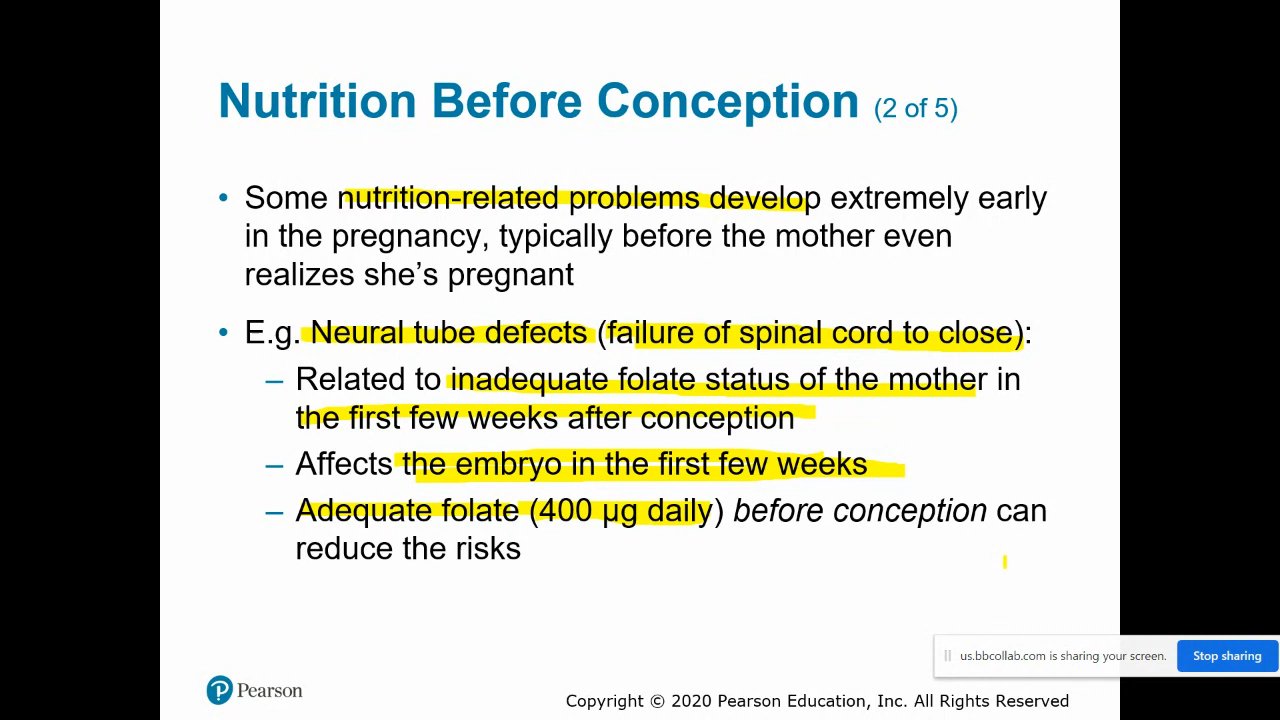 Nutrition Before Conception (2 of 5)
• Some nutrition-related problems develop extremely early
in the pregnancy, typically before the mother even
realizes she's pregnant
• E.g. Neural tube defects (failure of spinal cord to close):
– Related to inadequate folate status of the mother in
the first few weeks after conception
– Affects the embryo in the first few weeks
– Adequate folate (400 µg daily) before conception can
reduce the risks
us.bbcollab.com is sharing your screen.
Stop sharing
P Pearson
Copyright © 2020 Pearson Education, Inc. All Rights Reserved